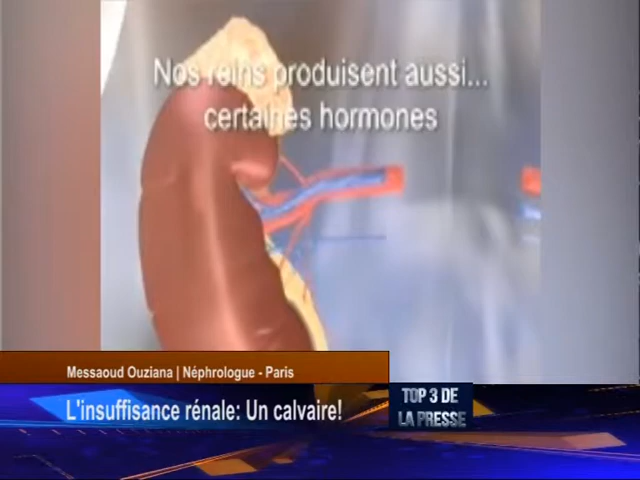 Nos reins produisent aussi...
certaines hormones
Messaoud Ouziana | Néphrologue - Paris
L'insuffisance rénale: Un calvaire!
TOP 3 DE
LA PRESSE